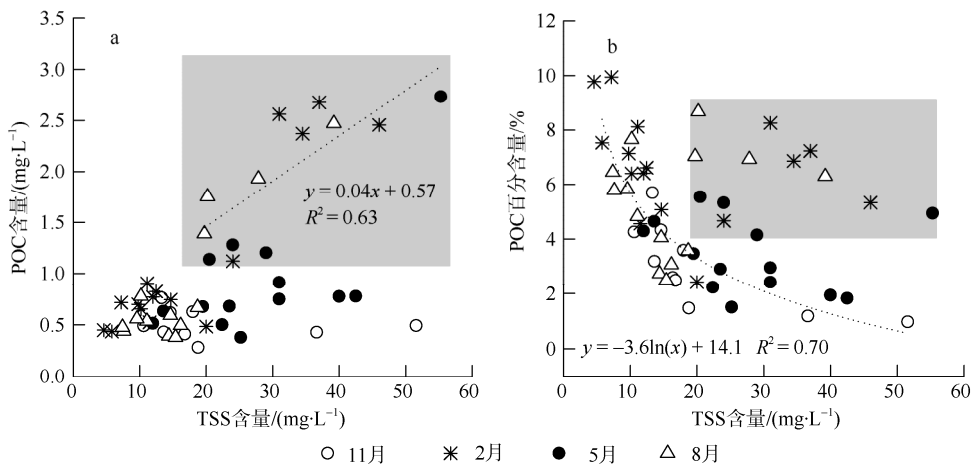 a
3.5
3.0
2.5
2.0
1.5
1.0
0.5
0.0
POC含量/(mg·L⁻¹)
y = 0.04x + 0.57
R² = 0.63
0 10 20 30 40 50 60
TSS含量/(mg·L⁻¹)
b
12
10
8
6
4
2
0
POC百分含量/%
y = −3.6ln(x) + 14.1 R² = 0.70
0 10 20 30 40 50 60
TSS含量/(mg·L⁻¹)
11月 2月 5月 8月